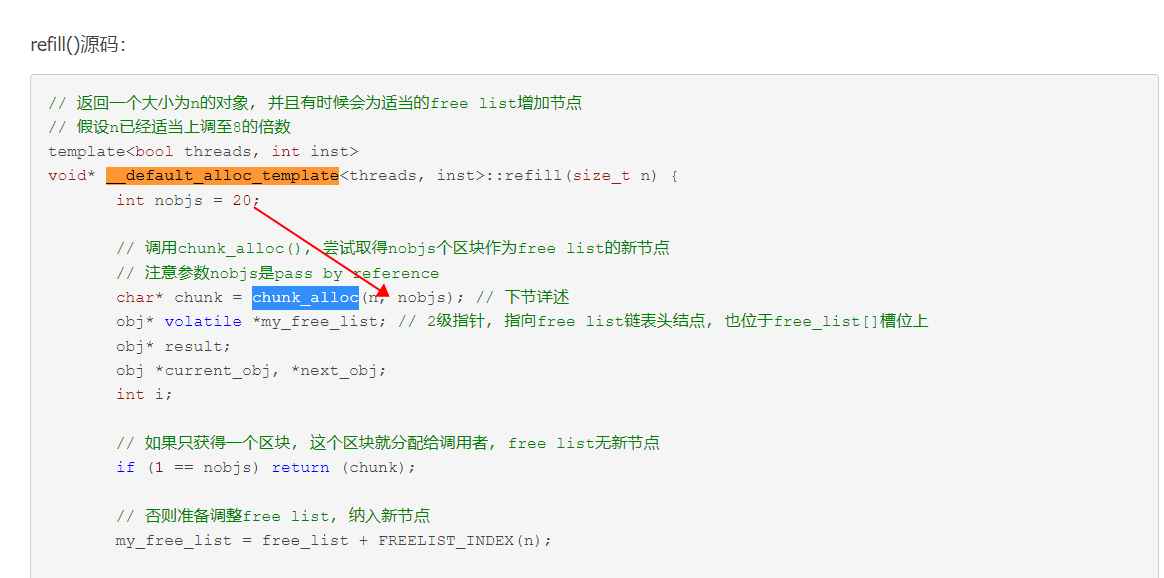 refill()源码：
// 返回一个大小为n的对象, 并且有时候会为适当的free list增加节点
// 假设n已经适当上调至8的倍数
template<bool threads, int inst>
void* __default_alloc_template<threads, inst>::refill(size_t n) {
int nobjs = 20;
// 调用chunk_alloc(), 尝试取得nobjs个区块作为free list的新节点
// 注意参数nobjs是pass by reference
char* chunk = chunk_alloc(n, nobjs); // 下节详述
obj* volatile *my_free_list; // 2级指针, 指向free list链表头结点, 也位于free_list[]槽位上
obj* result;
obj *current_obj, *next_obj;
int i;
// 如果只获得一个区块, 这个区块就分配给调用者, free list无新节点
if (1 == nobjs) return (chunk);
// 否则准备调整free list, 纳入新节点
my_free_list = free_list + FREELIST_INDEX(n);